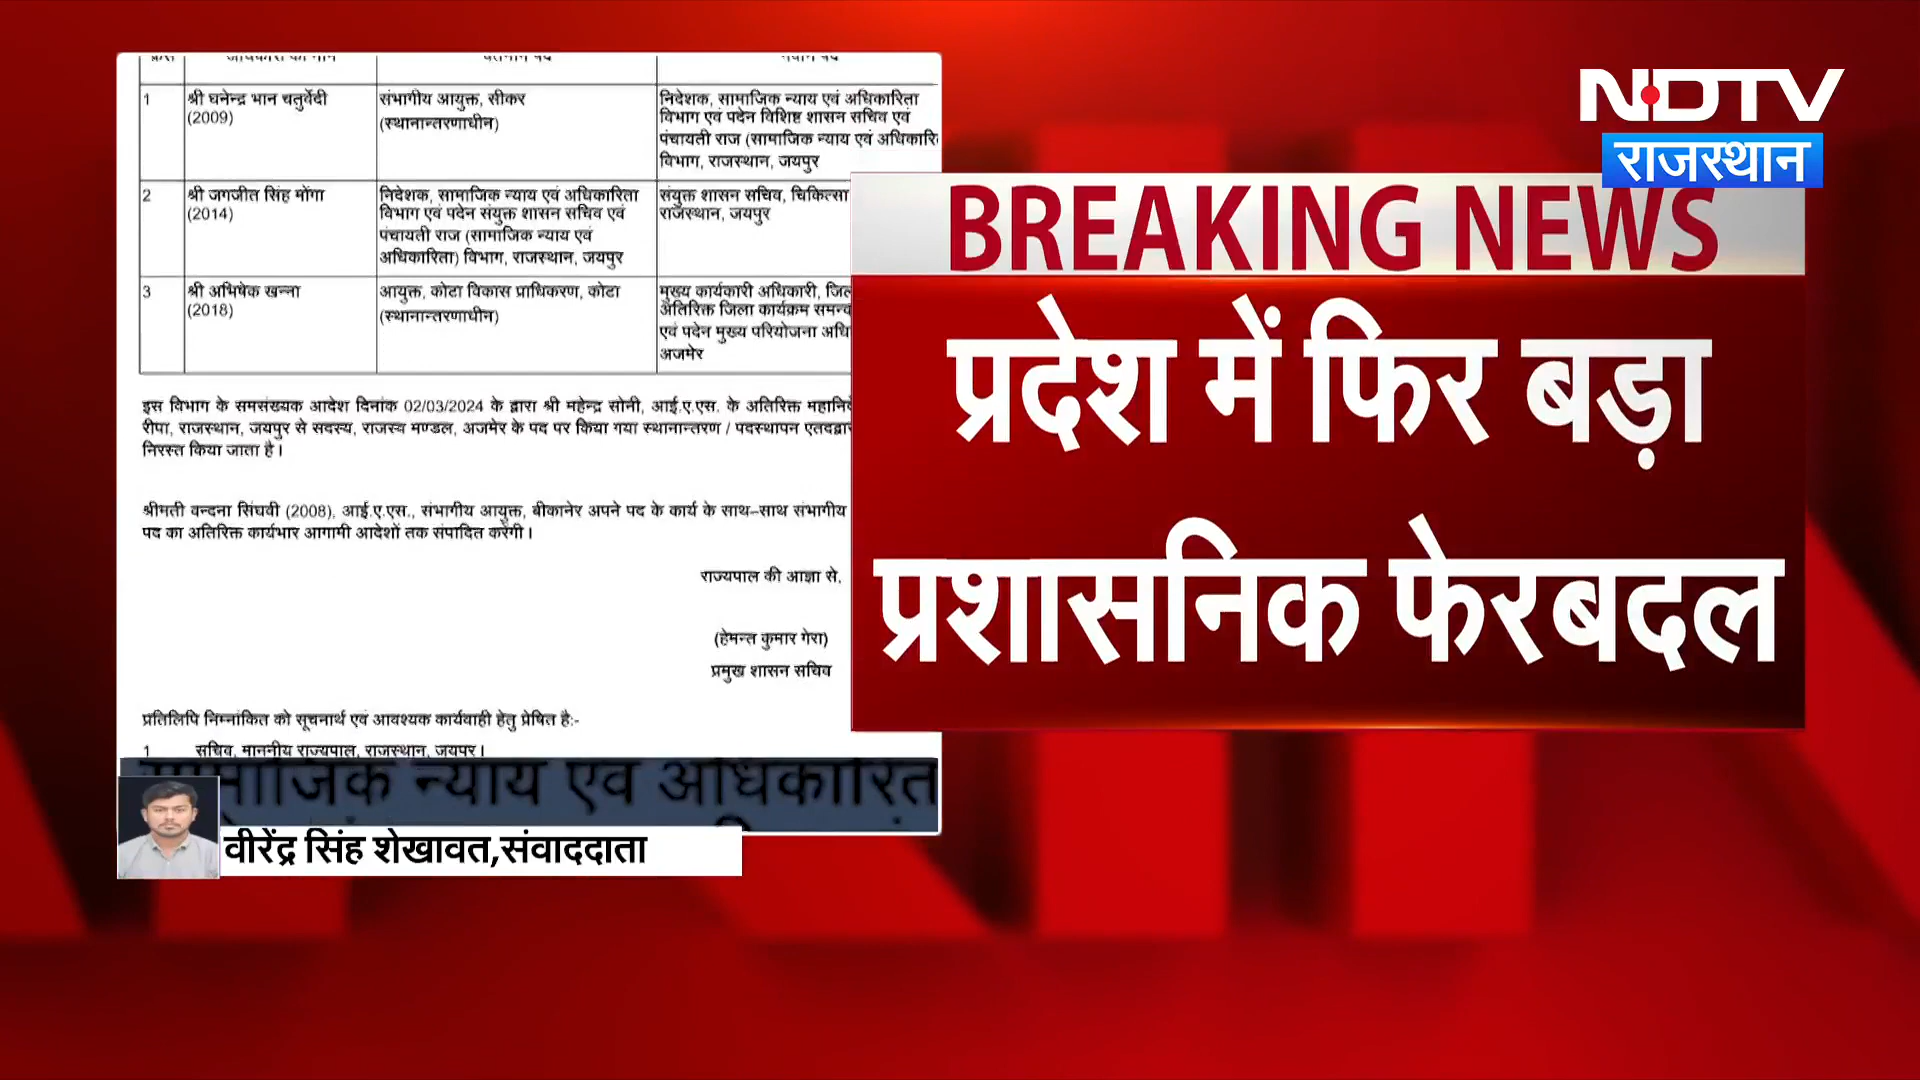 NDTV
राजस्थान
BREAKING NEWS
प्रदेश में फिर बड़ा
प्रशासनिक फेरबदल
1
श्री घनेन्द्र भान चतुर्वेदी
(2009)
संभागीय आयुक्त, सीकर
(स्थानान्तरणाधीन)
निदेशक, सामाजिक न्याय एवं अधिकारिता
विभाग एवं पदेन विशिष्ट शासन सचिव एवं
पंचायती राज (सामाजिक न्याय एवं अधिकारि
विभाग, राजस्थान, जयपुर
2
श्री जगजीत सिंह मोंगा
(2014)
निदेशक, सामाजिक न्याय एवं अधिकारिता
विभाग एवं पदेन संयुक्त शासन सचिव एवं
पंचायती राज (सामाजिक न्याय एवं
अधिकारिता) विभाग, राजस्थान, जयपुर
संयुक्त शासन सचिव, चिकित्सा
राजस्थान, जयपुर
3
श्री अभिषेक खन्ना
(2018)
आयुक्त, कोटा विकास प्राधिकरण, कोटा
(स्थानान्तरणाधीन)
मुख्य कार्यकारी अधिकारी,
अतिरिक्त जिला कार्यक्रम
एवं पदेन मुख्य परियोजना
अजमेर
इस विभाग के समसंख्यक आदेश दिनांक 02/03/2024 के द्वारा श्री महेन्द्र सोनी, आई.ए.एस. के अतिरिक्त
रीपा, राजस्थान, जयपुर से सदस्य, राजस्व मण्डल, अजमेर के पद पर किया गया स्थानान्तरण / पदस्थापन एतदद्वारा
निरस्त किया जाता है।
श्रीमती वन्दना सिंघवी (2008), आई.ए.एस., संभागीय आयुक्त, बीकानेर अपने पद के कार्य के साथ–साथ संभागीय
पद का अतिरिक्त कार्यभार आगामी आदेशों तक संपादित करेंगी।
राज्यपाल की आज्ञा से,
(हेमन्त कुमार गेरा)
प्रमुख शासन सचिव
प्रतिलिपि निम्नांकित को सूचनार्थ एवं आवश्यक कार्यवाही हेतु प्रेषित है:-
1 सचिव, माननीय राज्यपाल, राजस्थान, जयपुर।
न्याय एवं
वीरेंद्र सिंह शेखावत,संवाददाता